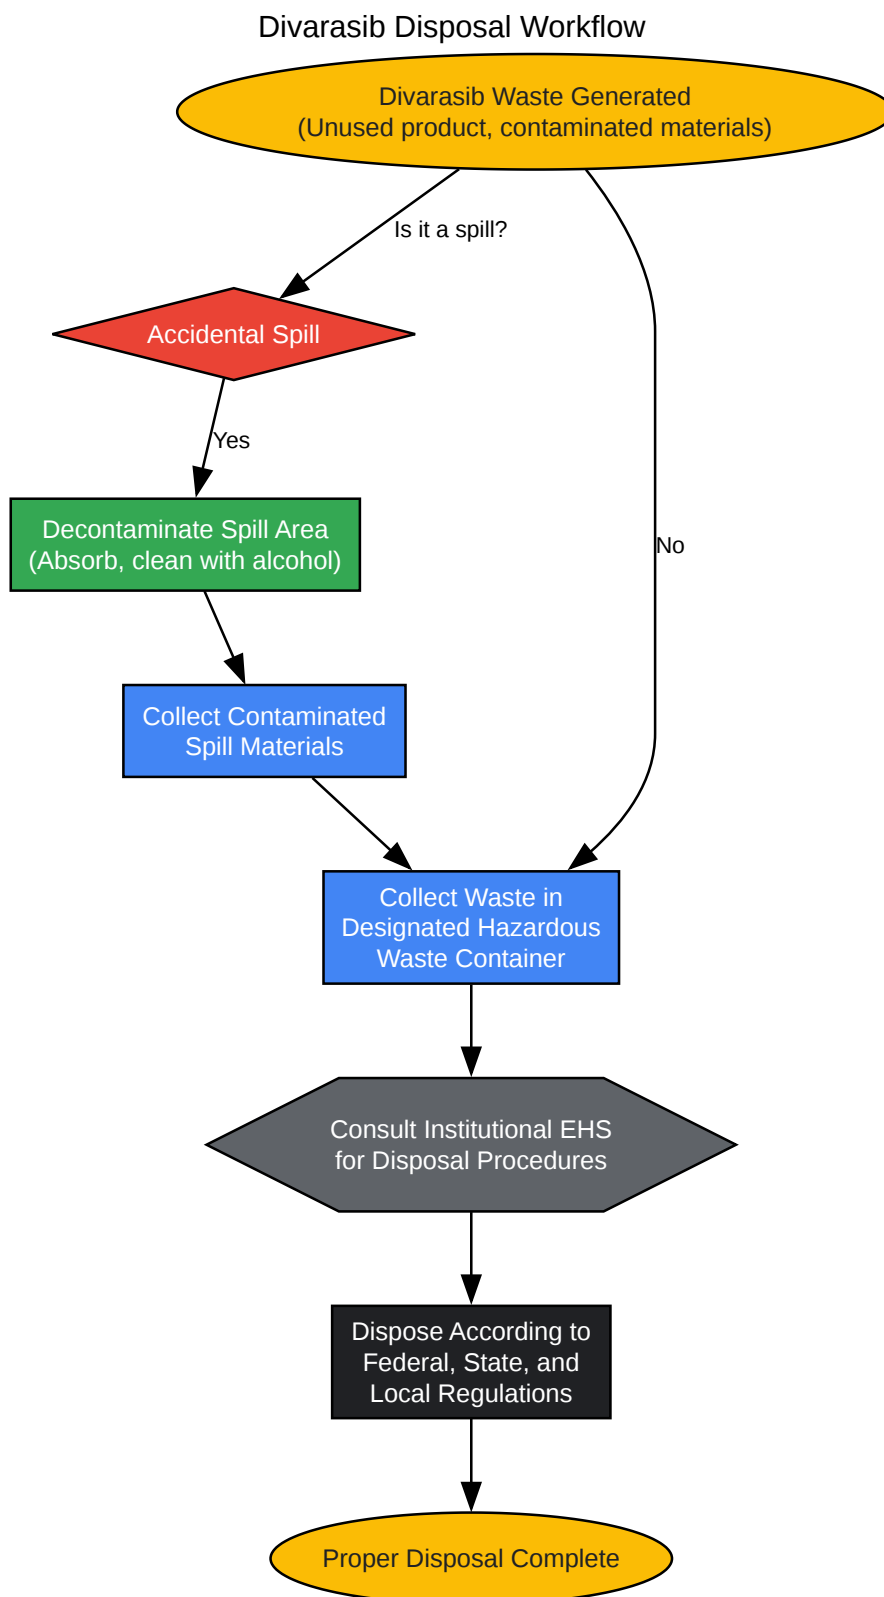 Divarasib Disposal Workflow
Divarasib Waste Generated
(Unused product, contaminated materials)
Is it a spill?
Accidental Spill
Yes
Decontaminate Spill Area
(Absorb, clean with alcohol)
No
Collect Contaminated
Spill Materials
Collect Waste in
Designated Hazardous
Waste Container
Consult Institutional EHS
for Disposal Procedures
Dispose According to
Federal, State, and
Local Regulations
Proper Disposal Complete